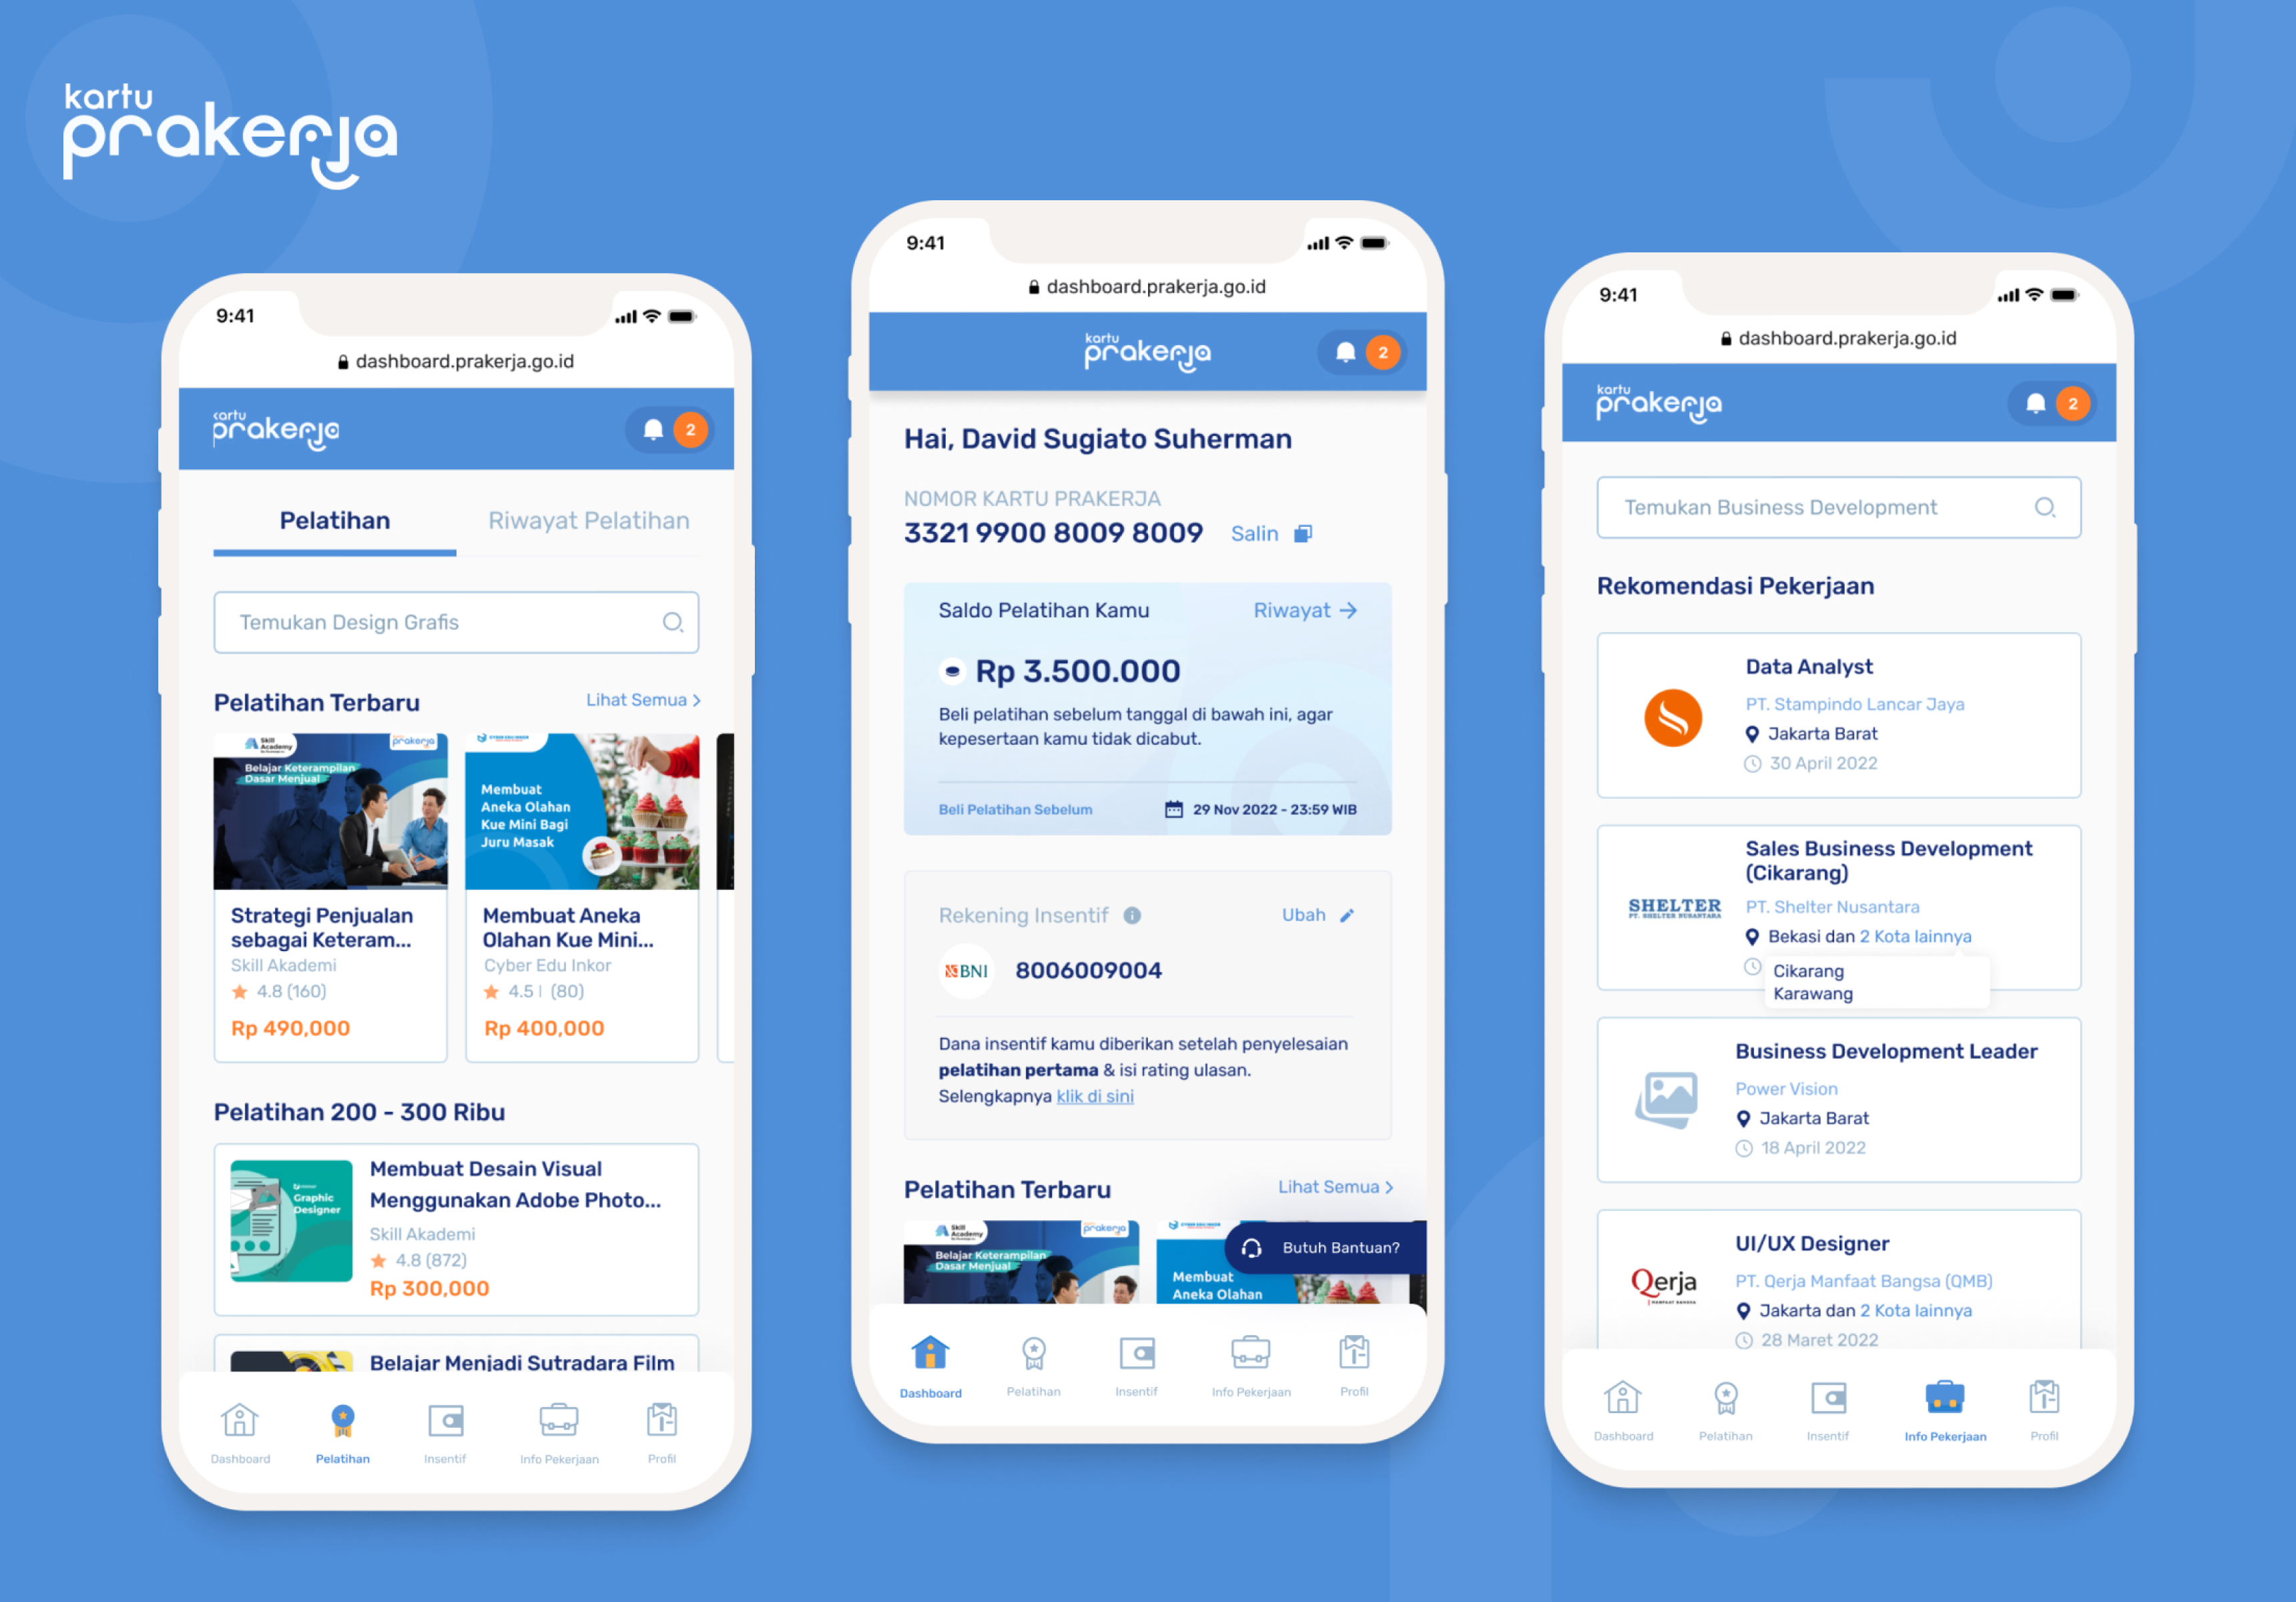 kartu
prakerja
9:41
dashboard.prakerja.go.id
kartu
prakerja
2
Pelatihan
Riwayat Pelatihan
Temukan Design Grafis
Pelatihan Terbaru
Lihat Semua
Skill
Academy
prakerja
Belajar Keterampilan
Dasar Menjual
CYBER EDU INKOR
Membuat
Aneka Olahan
Kue Mini Bagi
Juru Masak
Strategi Penjualan
sebagai Keteram...
Skill Akademi
4.8 (160)
Rp 490,000
Membuat Aneka
Olahan Kue Mini...
Cyber Edu Inkor
4.5 | (80)
Rp 400,000
Pelatihan 200 - 300 Ribu
Graphic
Designer
Membuat Desain Visual
Menggunakan Adobe Photo...
Skill Akademi
4.8 (872)
Rp 300,000
Belajar Menjadi Sutradara Film
Dashboard
Pelatihan
Insentif
Info Pekerjaan
Profil
9:41
dashboard.prakerja.go.id
kartu
prakerja
2
Hai, David Sugiato Suherman
NOMOR KARTU PRAKERJA
3321 9900 8009 8009
Salin
Saldo Pelatihan Kamu
Riwayat
Rp 3.500.000
Beli pelatihan sebelum tanggal di bawah ini, agar
kepesertaan kamu tidak dicabut.
Beli Pelatihan Sebelum
29 Nov 2022 - 23:59 WIB
Rekening Insentif
Ubah
BNI
8006009004
Dana insentif kamu diberikan setelah penyelesaian
pelatihan pertama & isi rating ulasan.
Selengkapnya klik di sini
Pelatihan Terbaru
Lihat Semua
Skill
Academy
prakerja
Belajar Keterampilan
Dasar Menjual
CYBER EDU INKOR
Membuat
Aneka Olahan
Butuh Bantuan?
Dashboard
Pelatihan
Insentif
Info Pekerjaan
Profil
9:41
dashboard.prakerja.go.id
kartu
prakerja
2
Temukan Business Development
Rekomendasi Pekerjaan
Data Analyst
PT. Stampindo Lancar Jaya
Jakarta Barat
30 April 2022
SHELTER
PT. SHELTER NUSANTARA
Sales Business Development
(Cikarang)
PT. Shelter Nusantara
Bekasi dan 2 Kota lainnya
Cikarang
Karawang
Business Development Leader
Power Vision
Jakarta Barat
18 April 2022
Qerja
MANFAAT BANGSA
UI/UX Designer
PT. Qerja Manfaat Bangsa (QMB)
Jakarta dan 2 Kota lainnya
28 Maret 2022
Dashboard
Pelatihan
Insentif
Info Pekerjaan
Profil